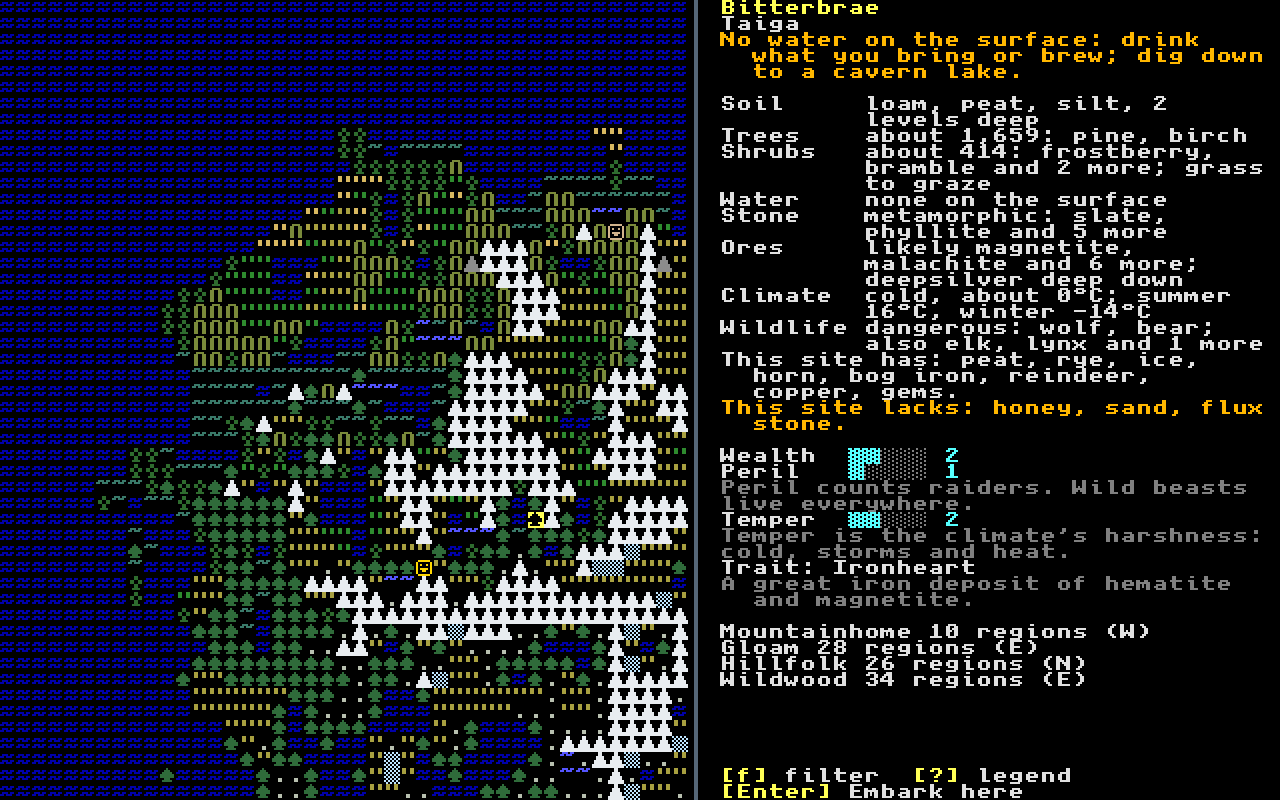 Bitterbrae
Taiga
No water on the surface: drink
what you bring or brew; dig down
to a cavern lake.
Soil loam, peat, silt, 2
levels deep
Trees about 1,659: pine, birch
Shrubs about 414: frostberry,
bramble and 2 more; grass
to graze
Water none on the surface
Stone metamorphic: slate,
phyllite and 5 more
Ores likely magnetite,
malachite and 6 more;
deepsilver deep down
Climate cold, about 0°C; summer
16°C, winter -14°C
Wildlife dangerous: wolf, bear;
also elk, lynx and 1 more
This site has: peat, rye, ice,
horn, bog iron, reindeer,
copper, gems.
This site lacks: honey, sand, flux
stone.
Wealth 2
Peril 1
Peril counts raiders. Wild beasts
live everywhere.
Temper 2
Temper is the climate's harshness:
cold, storms and heat.
Trait: Ironheart
A great iron deposit of hematite
and magnetite.
Mountainhome 10 regions (W)
Gloam 28 regions (E)
Hillfolk 26 regions (N)
Wildwood 34 regions (E)
[f] filter [?] legend
[Enter] Embark here